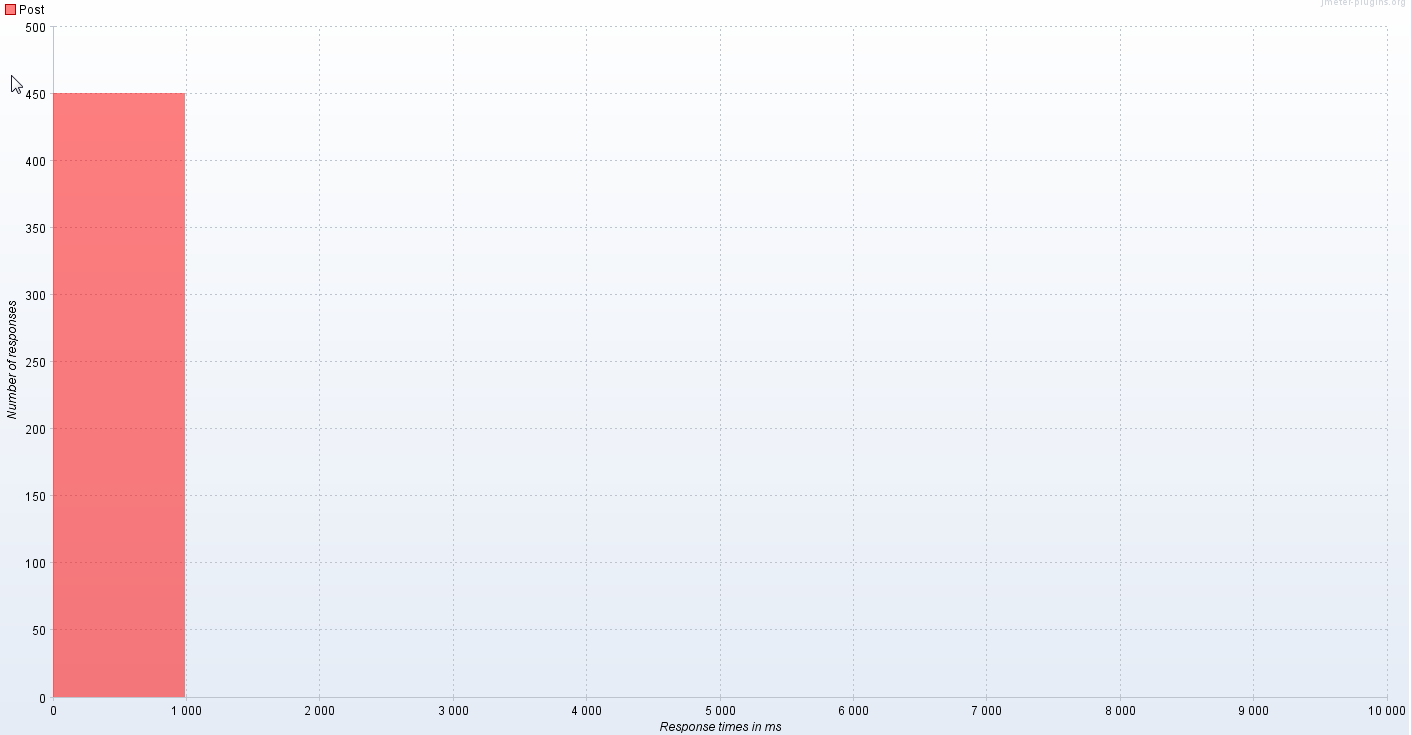 Post
jmeter-plugins.org
500
450
400
350
300
250
200
150
100
50
0
Number of responses
0 1 000 2 000 3 000 4 000 5 000 6 000 7 000 8 000 9 000 10 000
Response times in ms